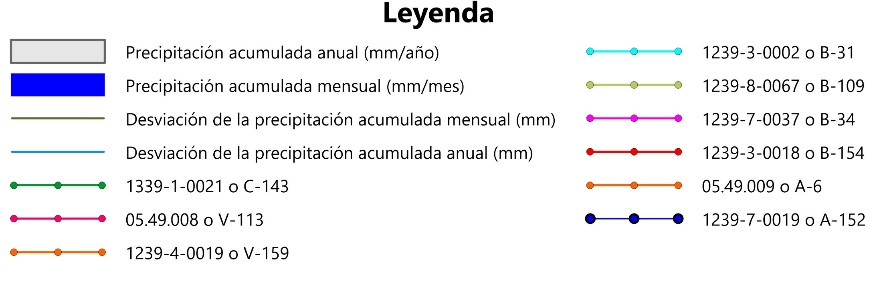 Leyenda
Precipitación acumulada anual (mm/año)
Precipitación acumulada mensual (mm/mes)
Desviación de la precipitación acumulada mensual (mm)
Desviación de la precipitación acumulada anual (mm)
1339-1-0021 o C-143
05.49.008 o V-113
1239-4-0019 o V-159
1239-3-0002 o B-31
1239-8-0067 o B-109
1239-7-0037 o B-34
1239-3-0018 o B-154
05.49.009 o A-6
1239-7-0019 o A-152